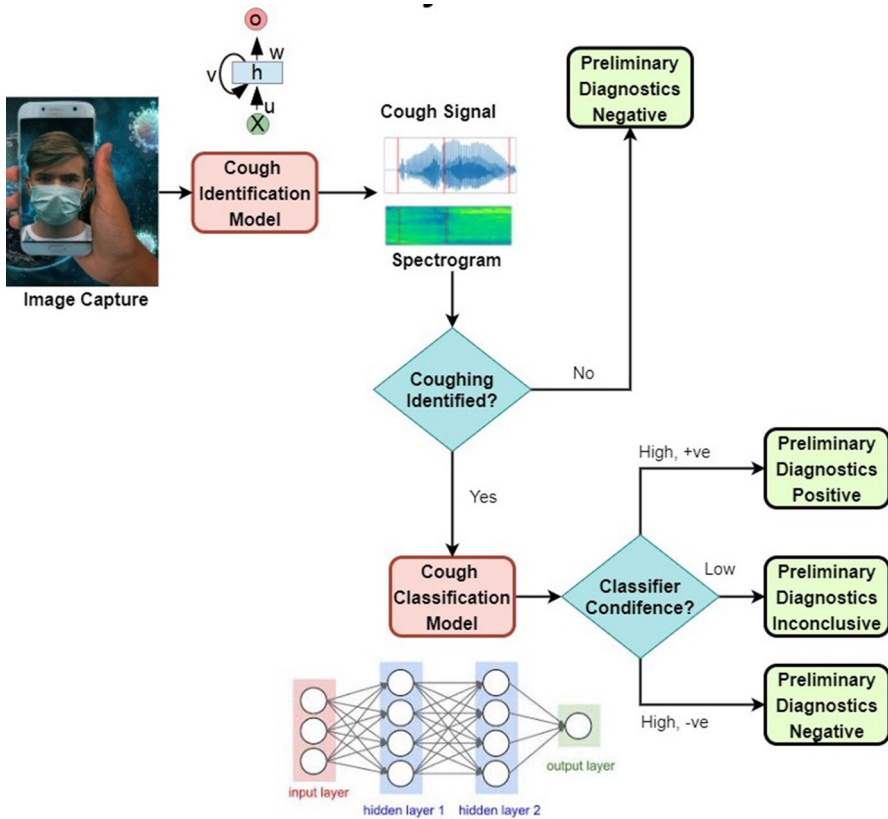 O
w
v
h
u
X
Cough Signal
Preliminary
Diagnostics
Negative
Cough
Identification
Model
Image Capture
Spectrogram
Coughing
Identified?
No
Yes
High, +ve
Preliminary
Diagnostics
Positive
Cough
Classification
Model
Classifier
Condifence?
Low
Preliminary
Diagnostics
Inconclusive
High, -ve
Preliminary
Diagnostics
Negative
input layer
hidden layer 1
hidden layer 2
output layer